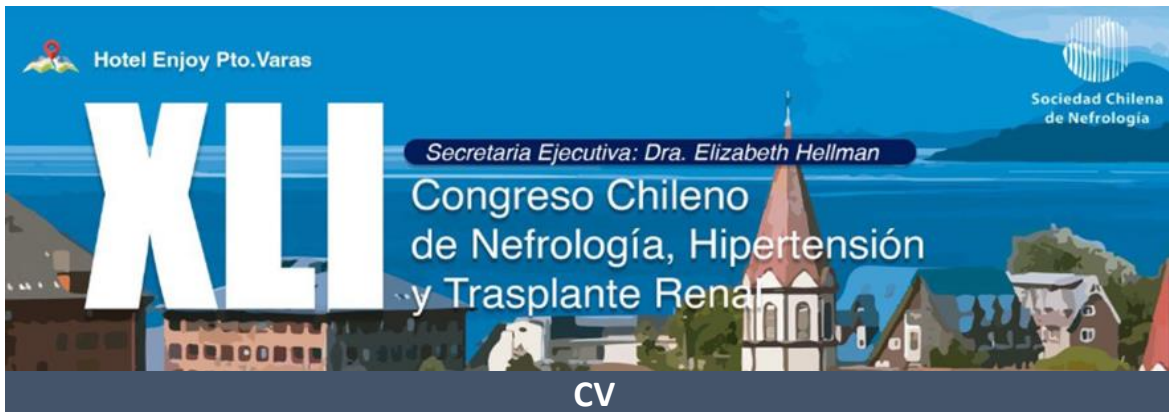 Hotel Enjoy Pto.Varas
Sociedad Chilena
de Nefrología
XLI
Secretaria Ejecutiva: Dra. Elizabeth Hellman
Congreso Chileno
de Nefrología, Hipertensión
y Trasplante Renal
CV